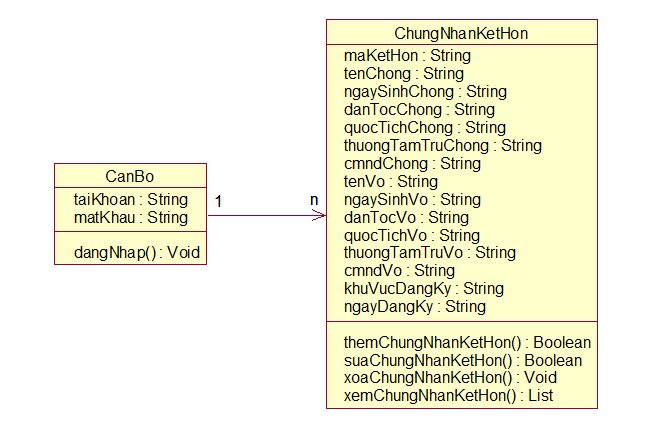 CanBo
taiKhoan : String
matKhau : String
dangNhap() : Void
1
n
ChungNhanKetHon
maKetHon : String
tenChong : String
ngaySinhChong : String
danTocChong : String
quocTichChong : String
thuongTamTruChong : String
cmndChong : String
tenVo : String
ngaySinhVo : String
danTocVo : String
quocTichVo : String
thuongTamTruVo : String
cmndVo : String
khuVucDangKy : String
ngayDangKy : String
themChungNhanKetHon() : Boolean
suaChungNhanKetHon() : Boolean
xoaChungNhanKetHon() : Void
xemChungNhanKetHon() : List